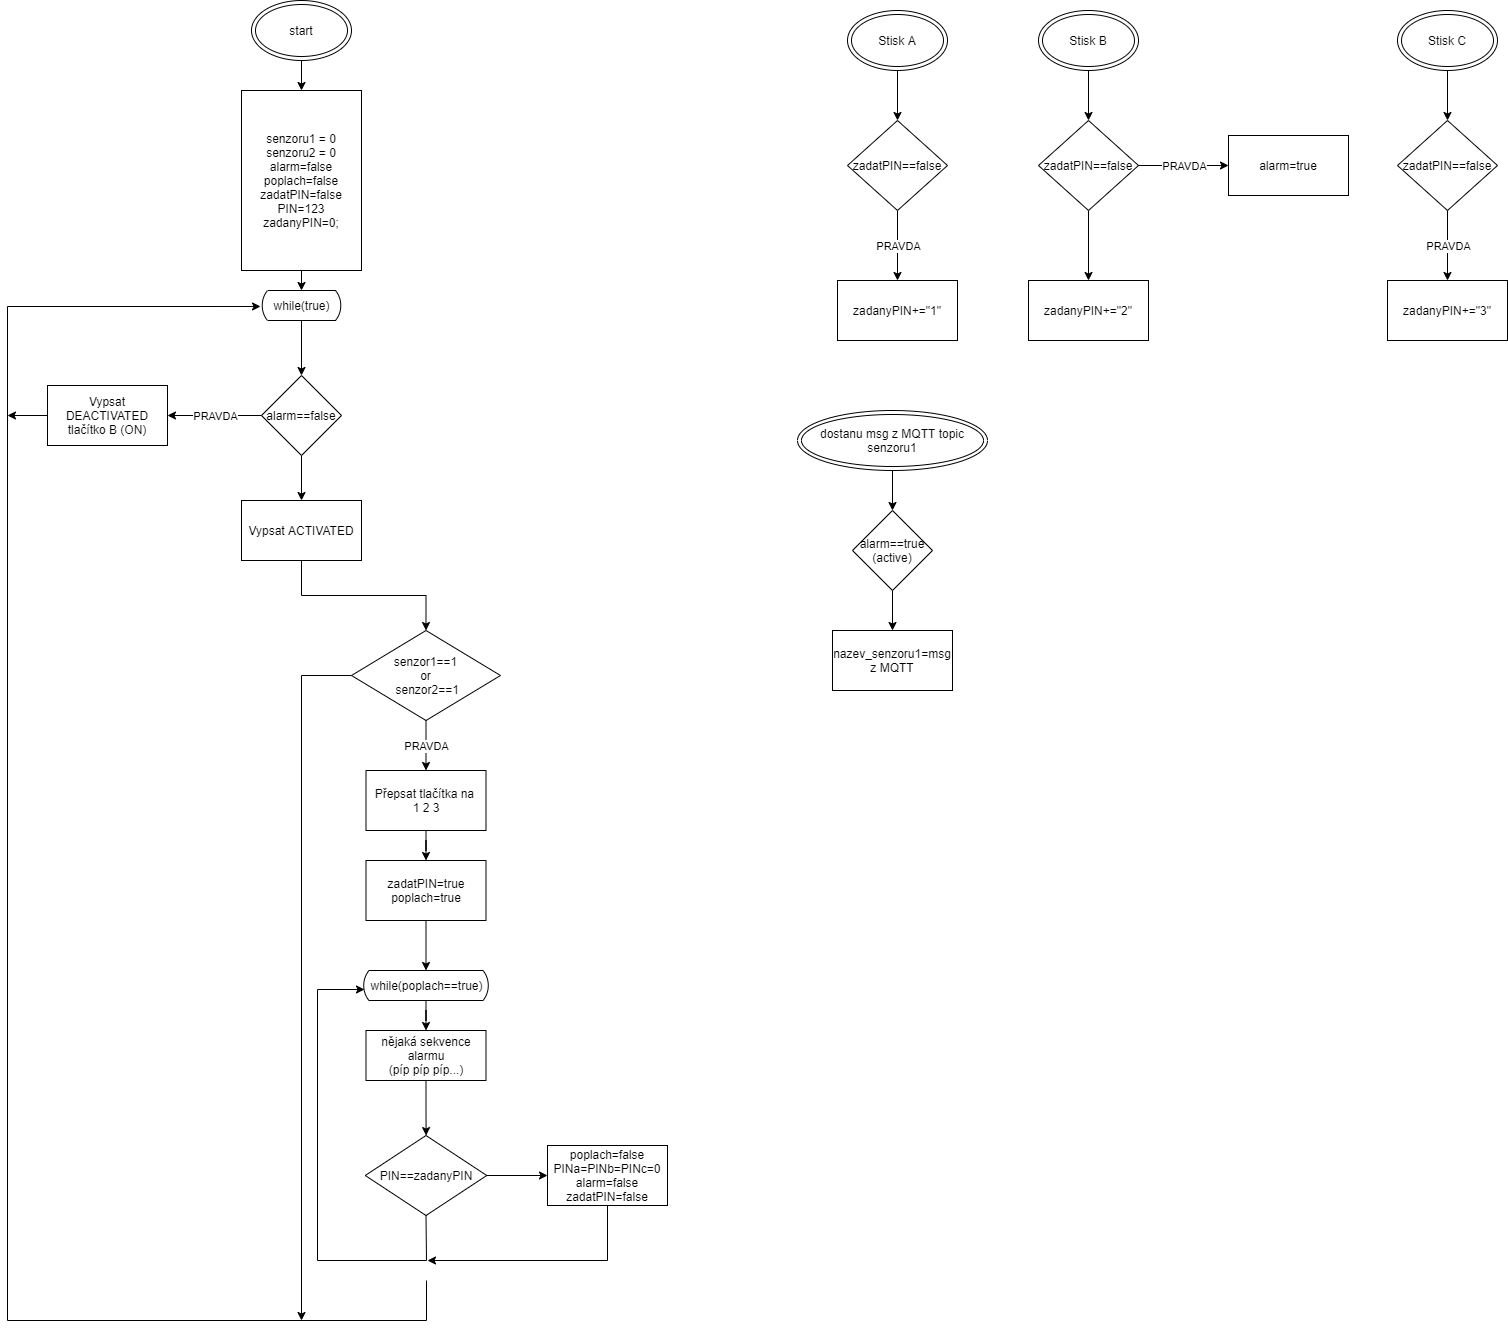 start
senzoru1 = 0
senzoru2 = 0
alarm=false
poplach=false
zadatPIN=false
PIN=123
zadanyPIN=0;
while(true)
alarm==false
PRAVDA
Vypsat
DEACTIVATED
tlačítko B (ON)
Vypsat ACTIVATED
senzor1==1
or
senzor2==1
PRAVDA
Přepsat tlačítka na
1 2 3
zadatPIN=true
poplach=true
while(poplach==true)
nějaká sekvence
alarmu
(píp píp píp...)
PIN==zadanyPIN
poplach=false
PINa=PINb=PINc=0
alarm=false
zadatPIN=false
Stisk A
zadatPIN==false
PRAVDA
zadanyPIN+="1"
Stisk B
zadatPIN==false
PRAVDA
alarm=true
zadanyPIN+="2"
Stisk C
zadatPIN==false
PRAVDA
zadanyPIN+="3"
dostanu msg z MQTT topic
senzoru1
alarm==true
(active)
nazev_senzoru1=msg
z MQTT